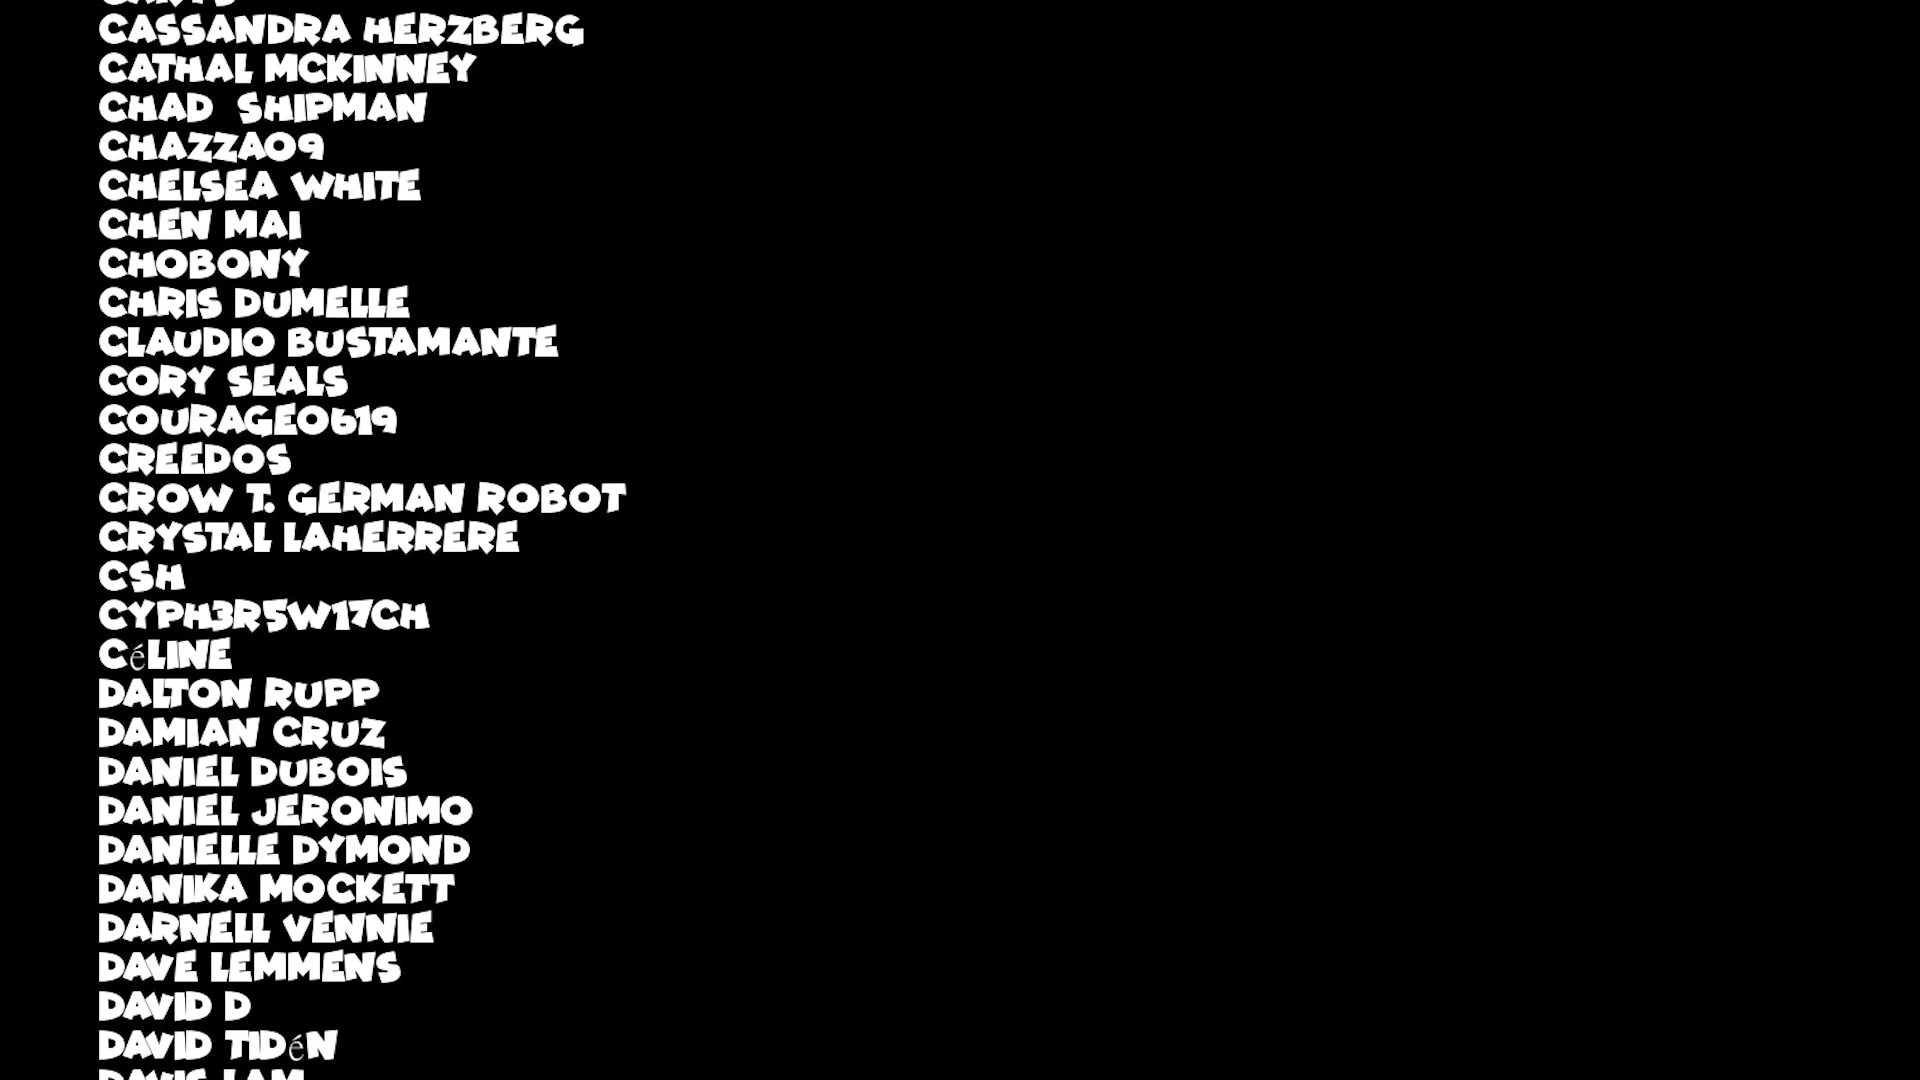 CASSANDRA HERZBERG
CATHAL MCKINNEY
CHAD  SHIPMAN
CHAZZA09
CHELSEA WHITE
CHEN MAI
CHOBONY
CHRIS DUMELLE
CLAUDIO BUSTAMANTE
CORY SEALS
COURAGE0619
CREEDOS
CROW T. GERMAN ROBOT
CRYSTAL LAHERRERE
CSH
CYPH3R5W17CH
CéLINE
DALTON RUPP
DAMIAN CRUZ
DANIEL DUBOIS
DANIEL JERONIMO
DANIELLE DYMOND
DANIKA MOCKETT
DARNELL VENNIE
DAVE LEMMENS
DAVID D
DAVID TIDéN